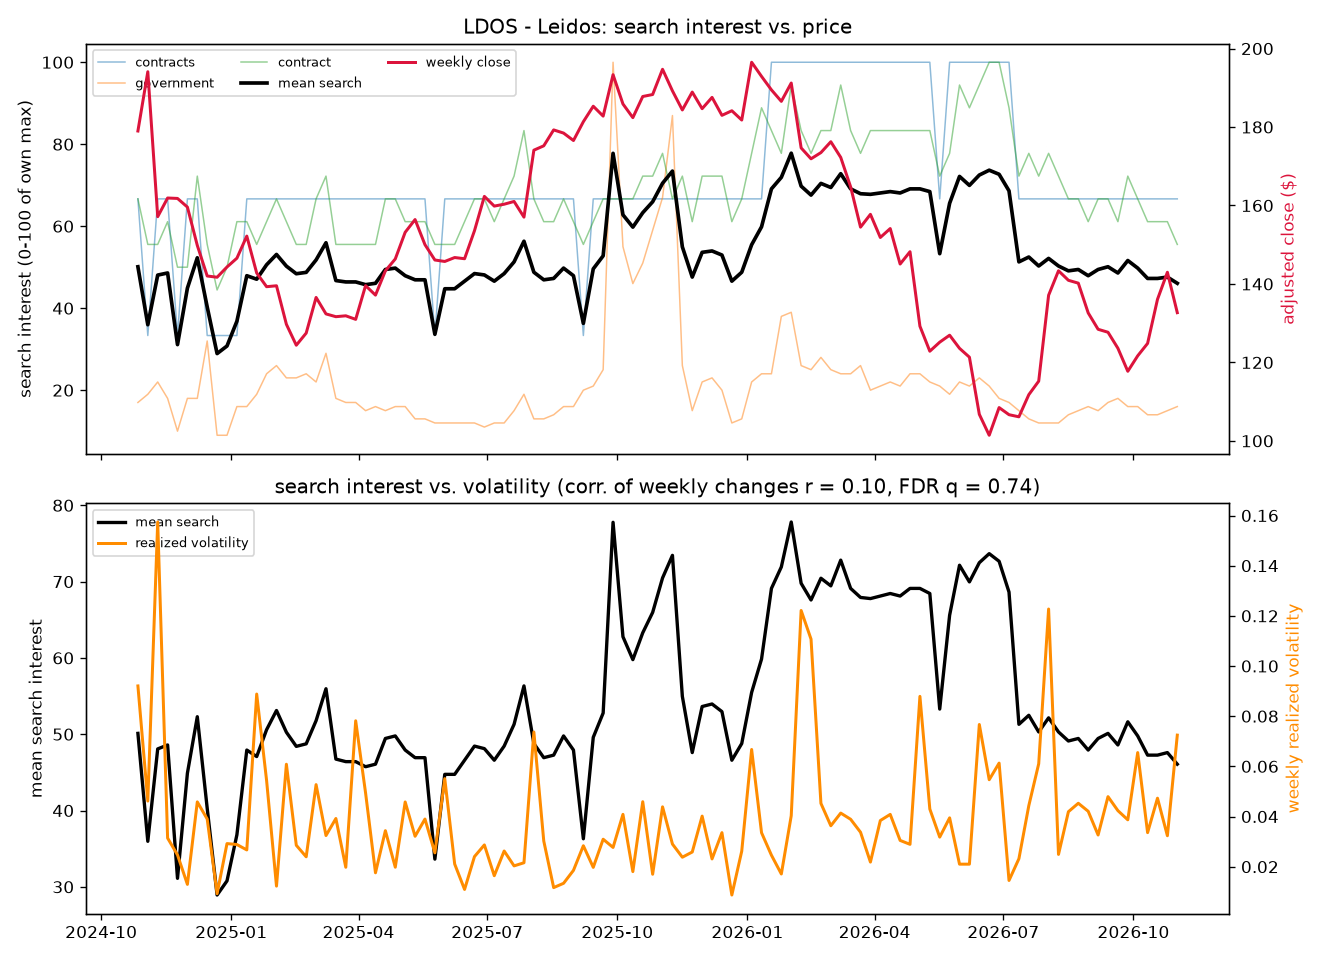 LDOS - Leidos: search interest vs. price
contracts
government
contract
mean search
weekly close
search interest (0-100 of own max)
100
80
60
40
20
adjusted close ($)
200
180
160
140
120
100
search interest vs. volatility (corr. of weekly changes r = 0.10, FDR q = 0.74)
mean search
realized volatility
mean search interest
80
70
60
50
40
30
weekly realized volatility
0.16
0.14
0.12
0.10
0.08
0.06
0.04
0.02
2024-10 2025-01 2025-04 2025-07 2025-10 2026-01 2026-04 2026-07 2026-10